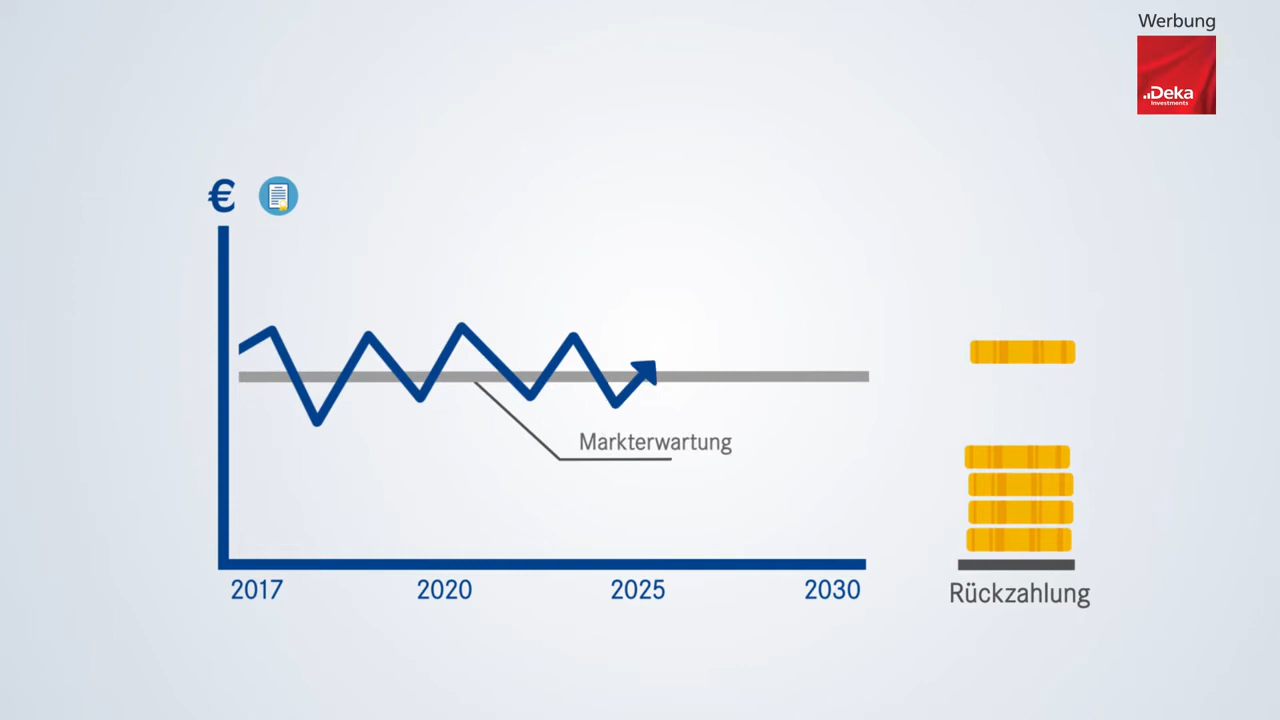 Werbung
Deka
Investments
€
Markterwartung
2017 2020 2025 2030
Rückzahlung